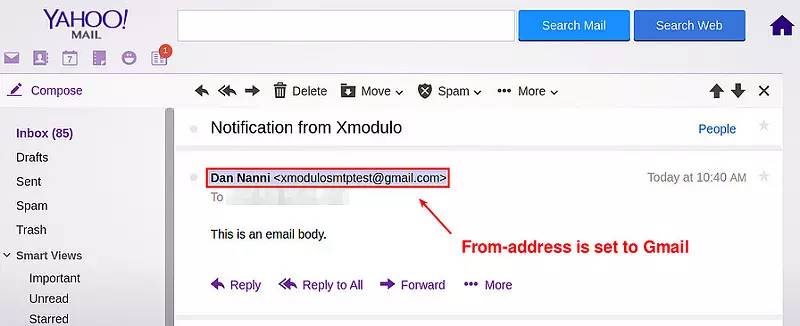 YAHOO!
MAIL
Search Mail
Search Web
7
1
Compose
Delete
Move
Spam
More
Inbox (85)
Drafts
Sent
Spam
Trash
Smart Views
Important
Unread
Starred
Notification from Xmodulo
People
Dan Nanni <xmodulosmtptest@gmail.com>
Today at 10:40 AM
To
This is an email body.
From-address is set to Gmail
Reply
Reply to All
Forward
More